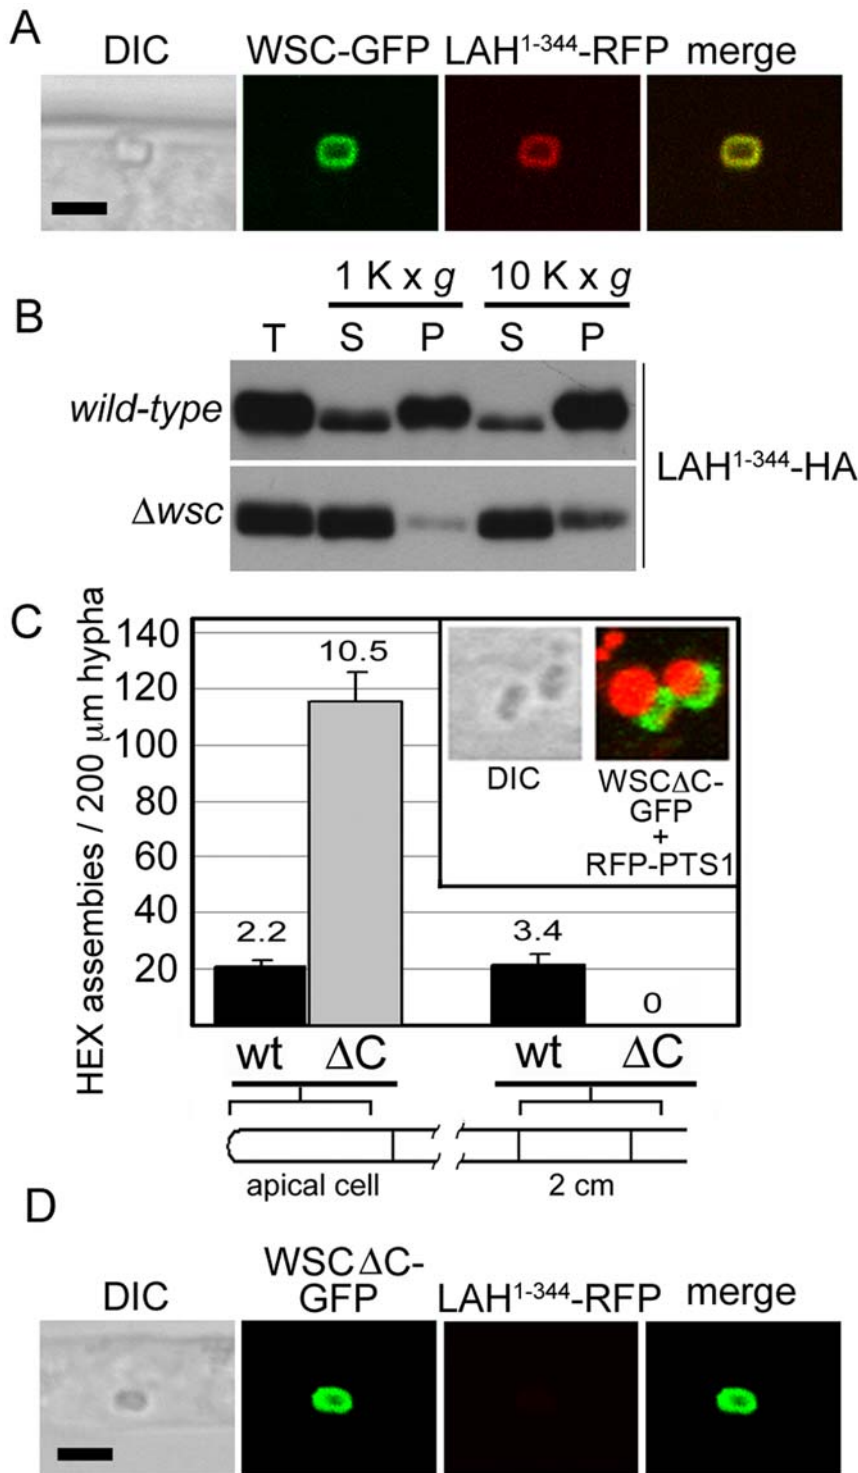 A
DIC WSC-GFP LAH¹⁻³⁴⁴-RFP merge
B
1 K x g 10 K x g
T S P S P
wild-type
Δwsc
LAH¹⁻³⁴⁴-HA
C
HEX assembies / 200 µm hypha
140
120
100
80
60
40
20
2.2
10.5
3.4
0
DIC
WSCΔC-
GFP
+
RFP-PTS1
wt ΔC wt ΔC
apical cell 2 cm
D
DIC WSCΔC-
GFP LAH¹⁻³⁴⁴-RFP merge